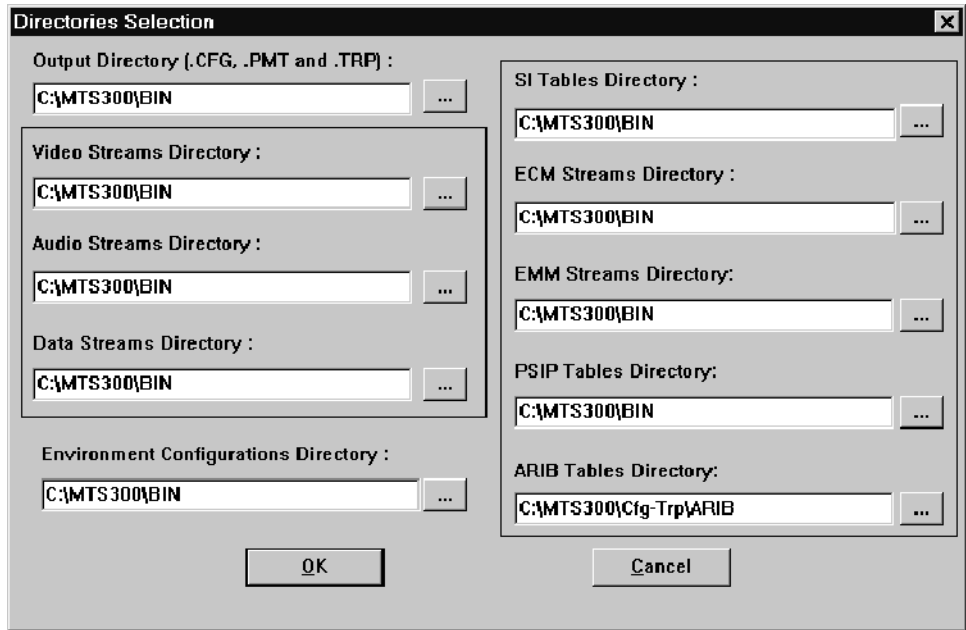 Directories Selection
Output Directory (.CFG, .PMT and .TRP) :
C:\MTS300\BIN
...
Video Streams Directory :
C:\MTS300\BIN
...
Audio Streams Directory :
C:\MTS300\BIN
...
Data Streams Directory :
C:\MTS300\BIN
...
Environment Configurations Directory :
C:\MTS300\BIN
...
SI Tables Directory :
C:\MTS300\BIN
...
ECM Streams Directory :
C:\MTS300\BIN
...
EMM Streams Directory:
C:\MTS300\BIN
...
PSIP Tables Directory:
C:\MTS300\BIN
...
ARIB Tables Directory:
C:\MTS300\Cfg-Trp\ARIB
...
OK
Cancel